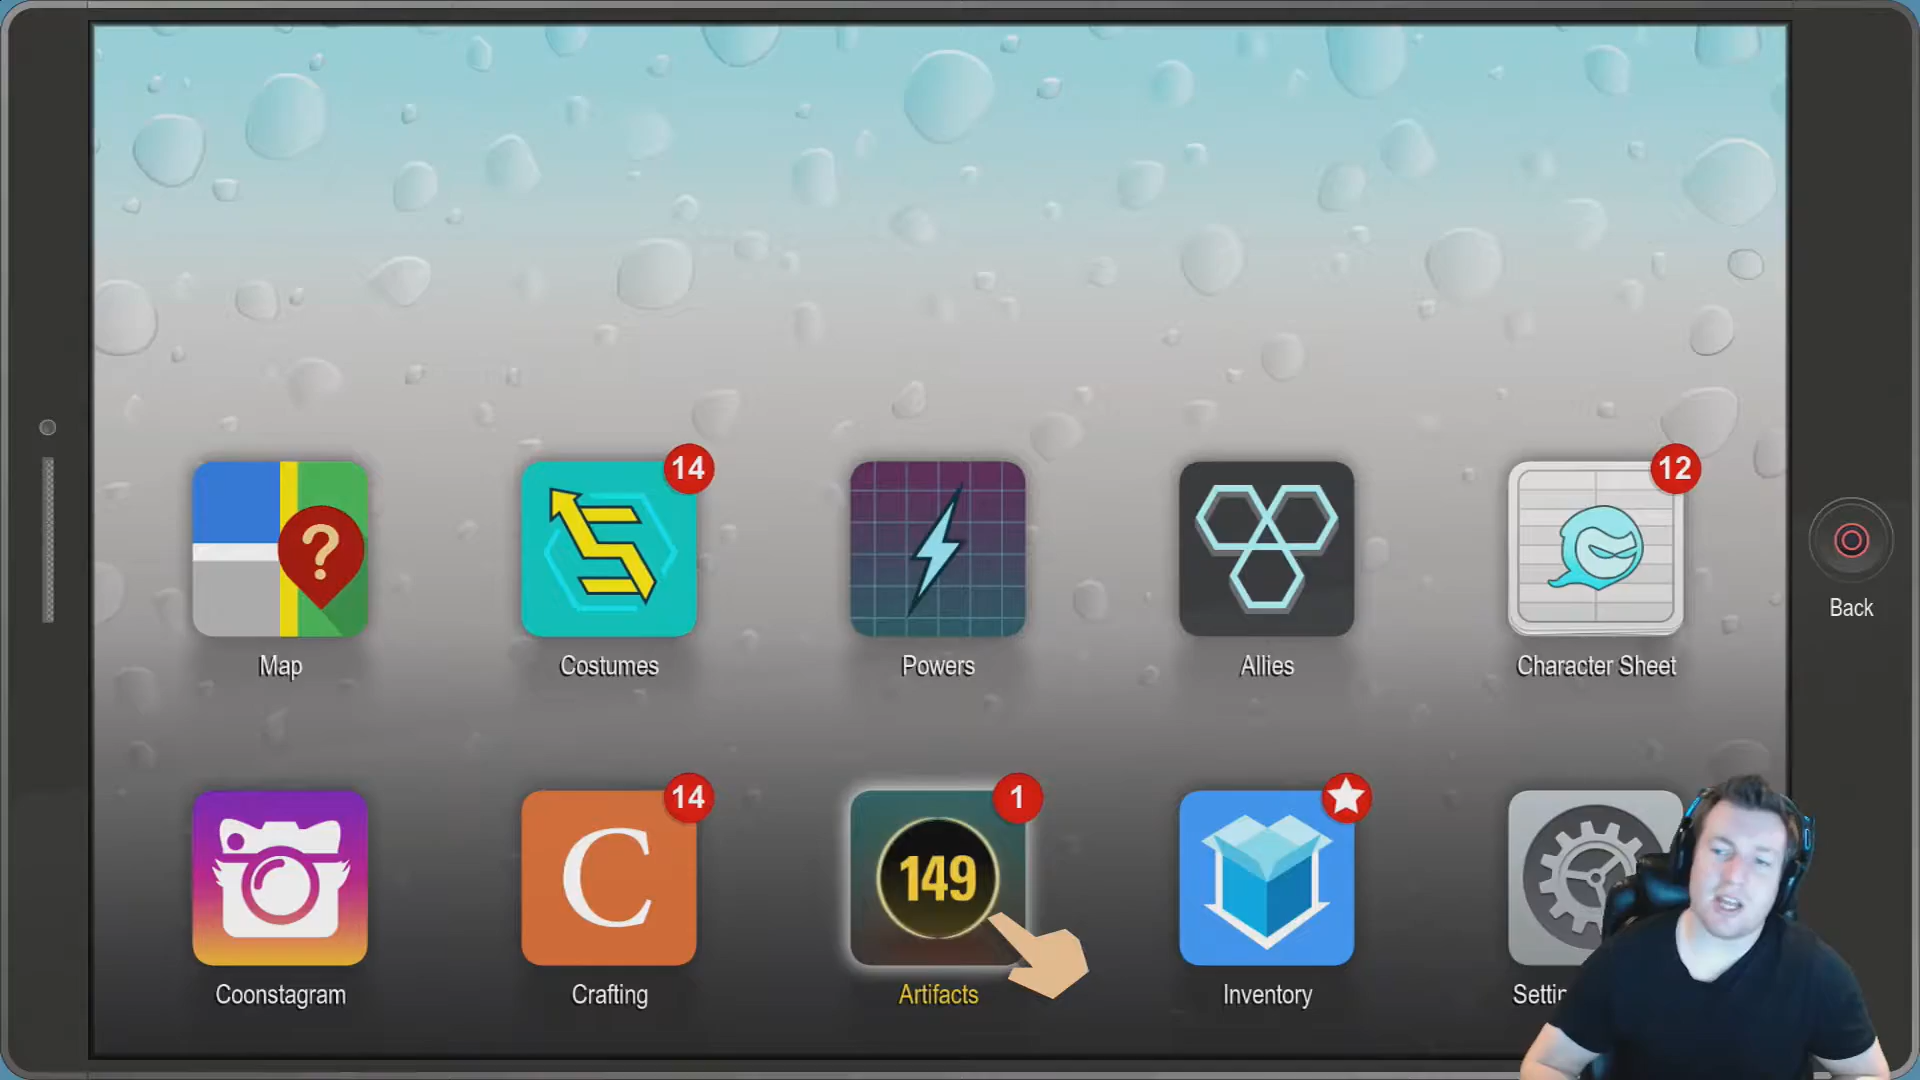 14
12
?
Map
Costumes
Powers
Allies
Character Sheet
Back
14
1
C
149
Coonstagram
Crafting
Artifacts
Inventory